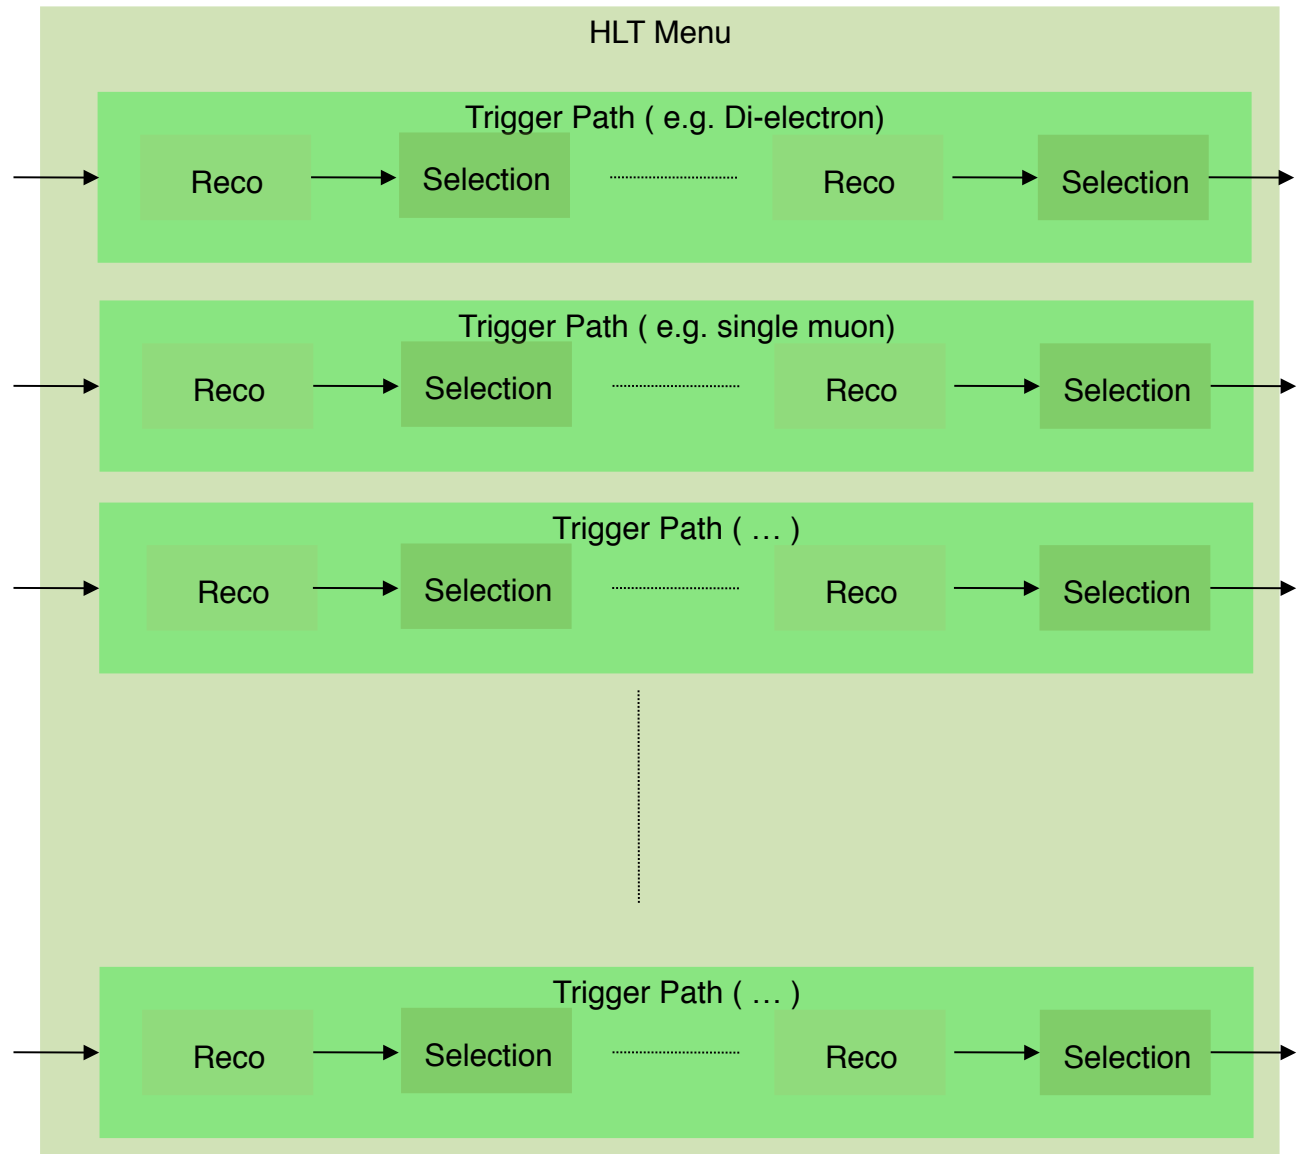 HLT Menu
Trigger Path ( e.g. Di-electron)
Reco Selection Reco Selection
Trigger Path ( e.g. single muon)
Reco Selection Reco Selection
Trigger Path ( … )
Reco Selection Reco Selection
Trigger Path ( … )
Reco Selection Reco Selection